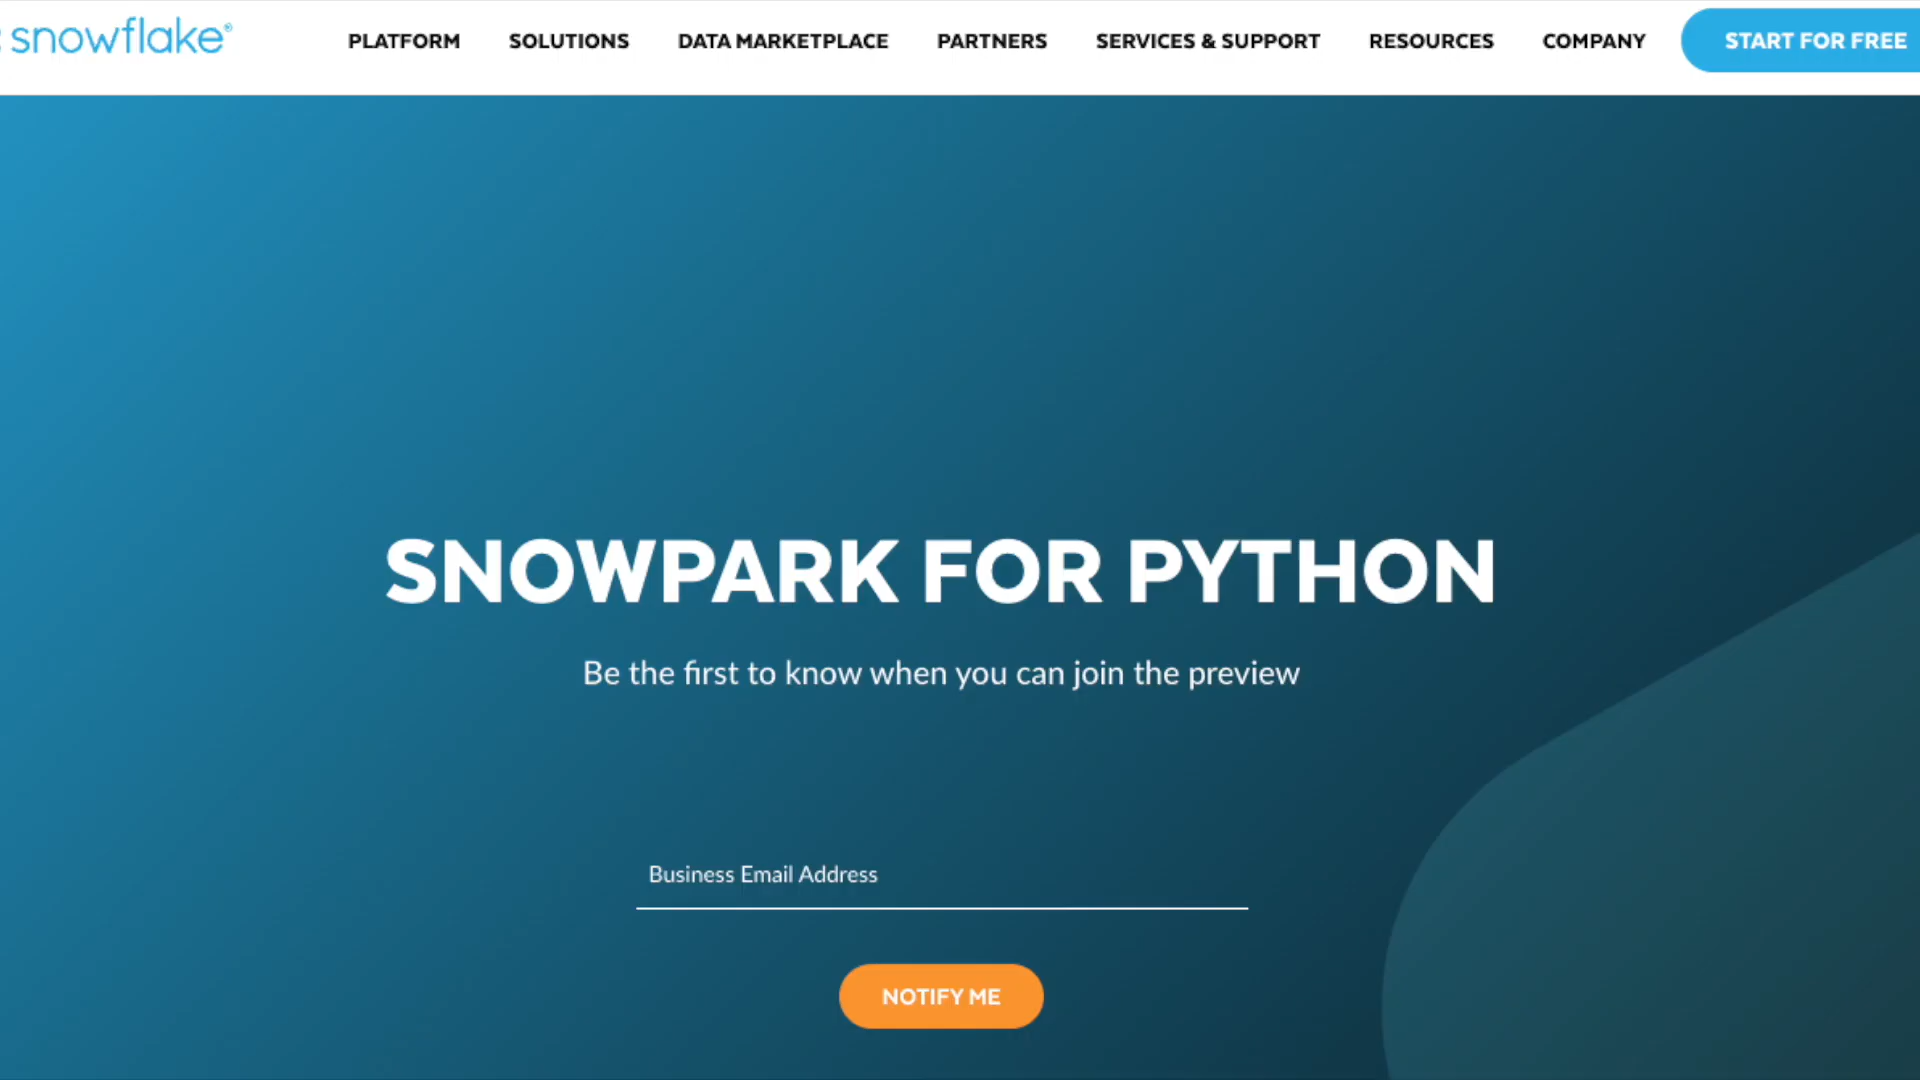 snowflake®
PLATFORM SOLUTIONS DATA MARKETPLACE PARTNERS SERVICES & SUPPORT RESOURCES COMPANY START FOR FREE
SNOWPARK FOR PYTHON
Be the first to know when you can join the preview
Business Email Address
NOTIFY ME